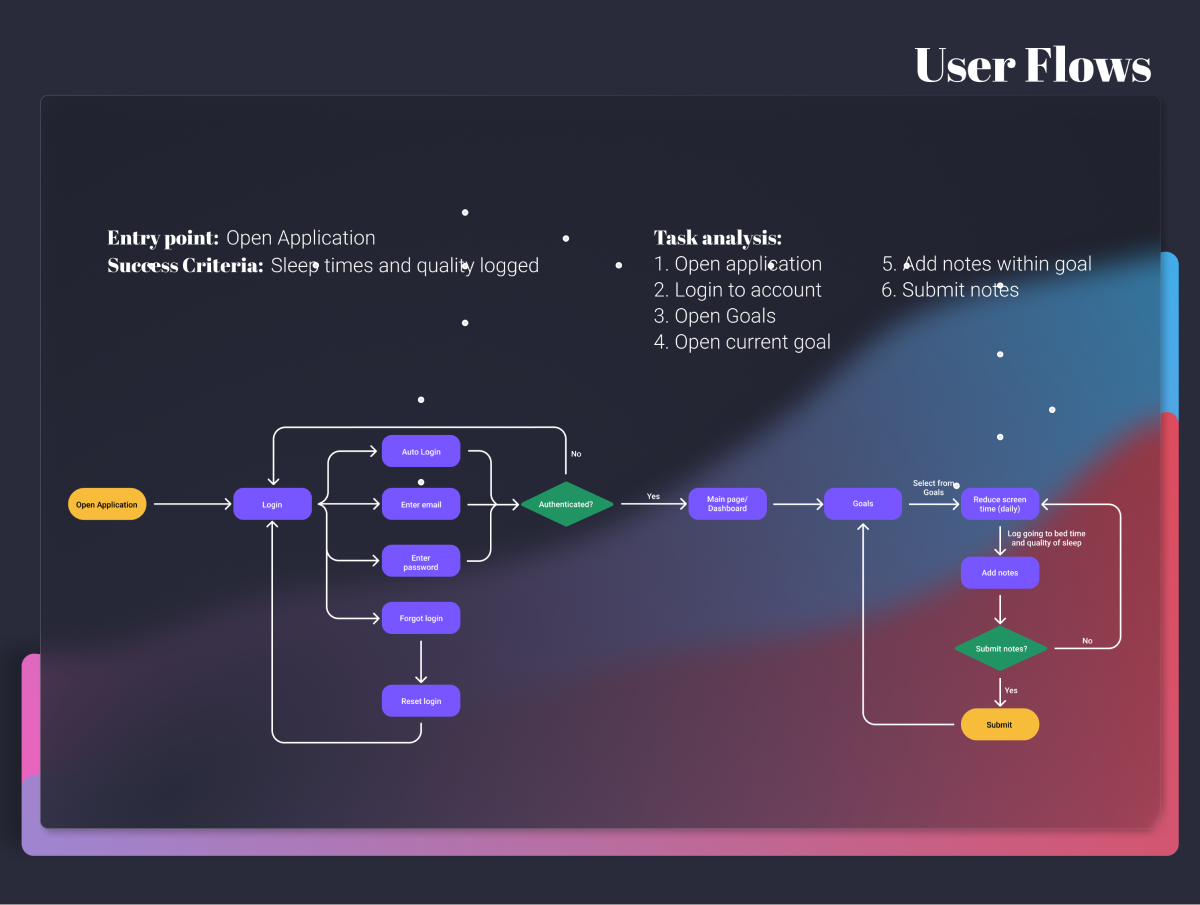 User Flows
Entry point: Open Application
Success Criteria: Sleep times and quality logged
Task analysis:
1. Open application
2. Login to account
3. Open Goals
4. Open current goal
5. Add notes within goal
6. Submit notes
No
Auto Login
Open Application
Login
Enter email
Authenticated?
Yes
Main page/
Dashboard
Goals
Select from
Goals
Reduce screen
time (daily)
Log going to bed time
and quality of sleep
Enter
password
Add notes
Forgot login
Submit notes?
No
Yes
Reset login
Submit